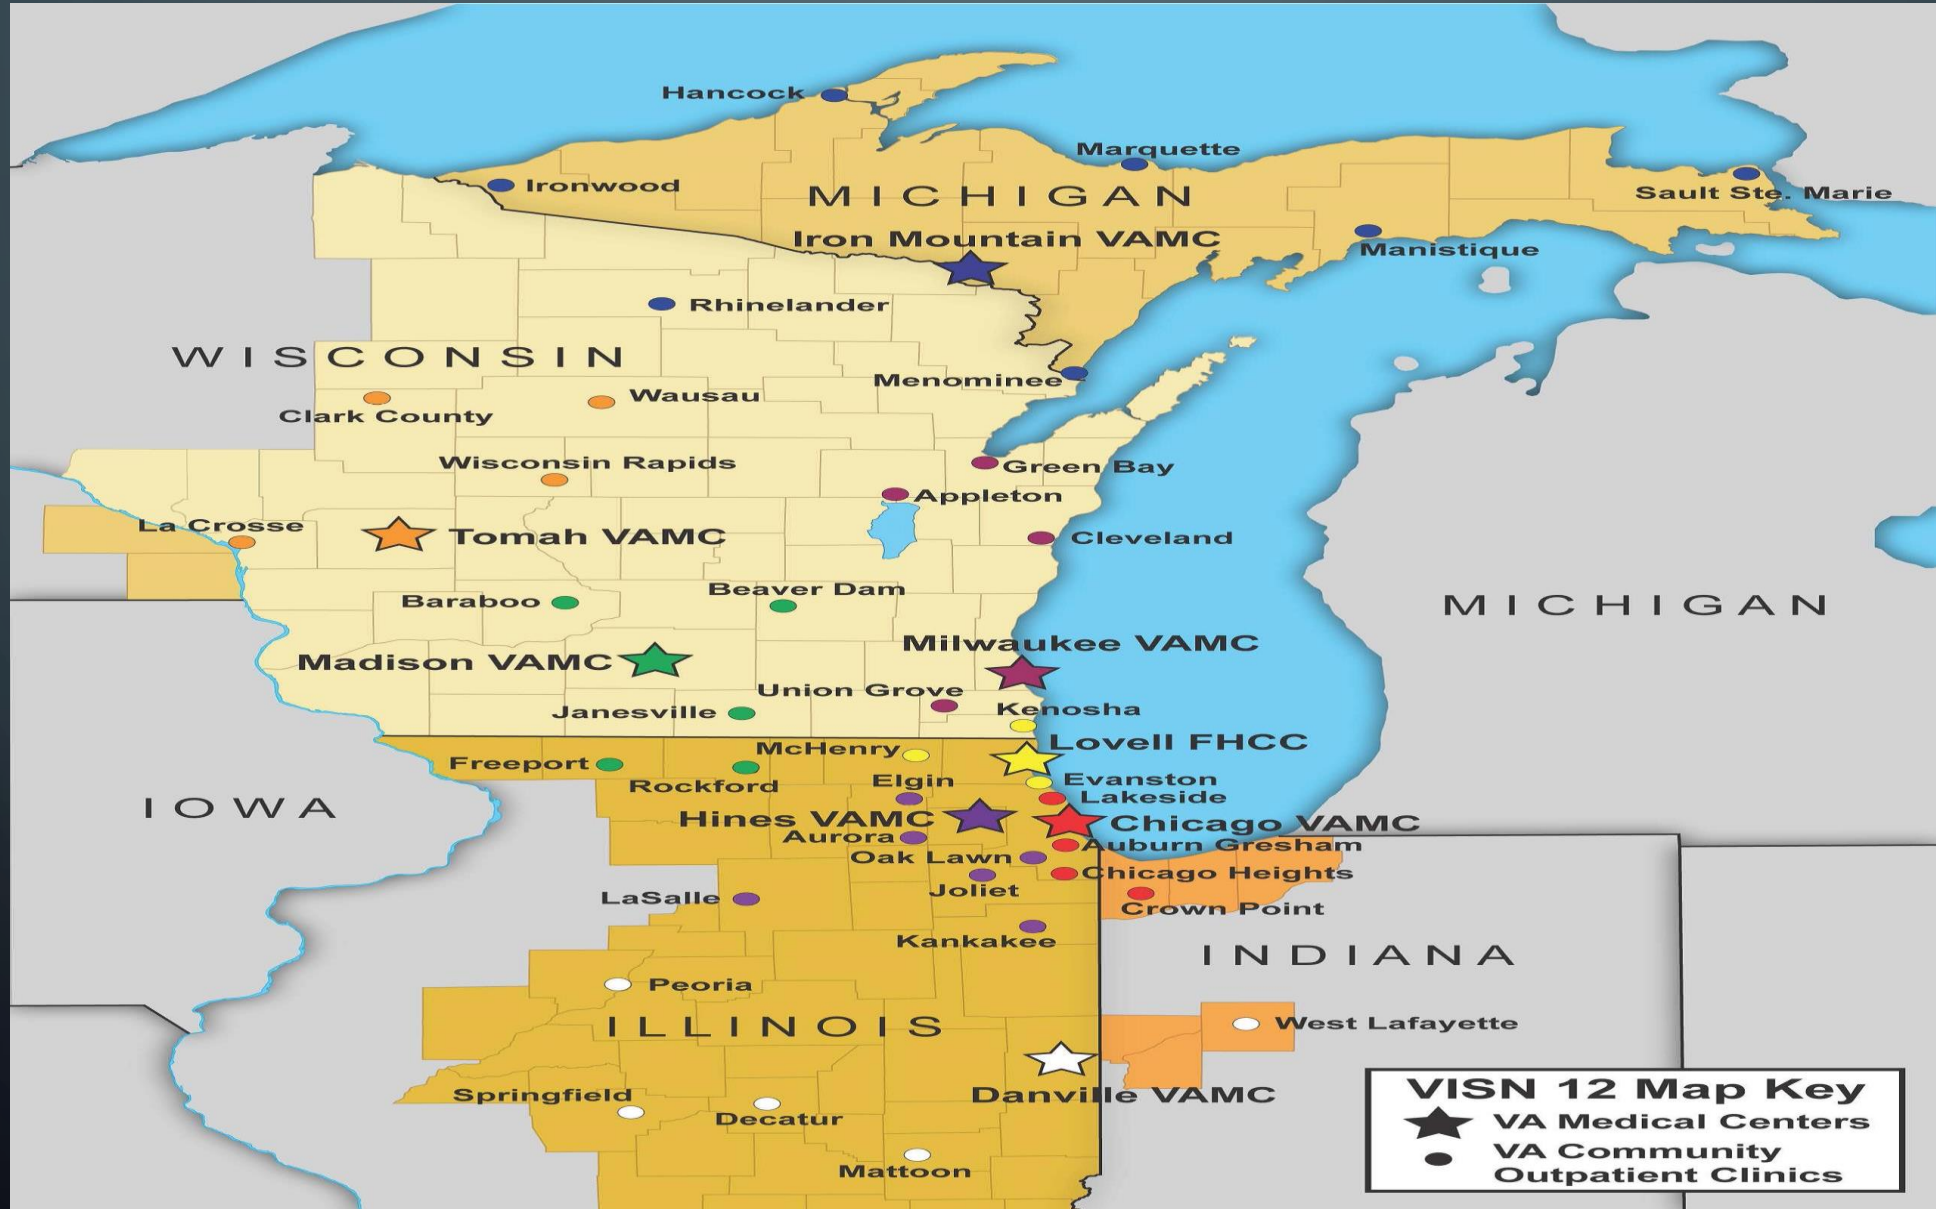 Hancock
Marquette
Ironwood
MICHIGAN
Sault Ste. Marie
Iron Mountain VAMC
Manistique
Rhinelander
WISCONSIN
Menominee
Wausau
Clark County
Wisconsin Rapids
Green Bay
Appleton
La Crosse
Tomah VAMC
Cleveland
Beaver Dam
Baraboo
MICHIGAN
Milwaukee VAMC
Madison VAMC
Union Grove
Janesville
Kenosha
Lovell FHCC
McHenry
Freeport
Elgin
Evanston
Rockford
Lakeside
IOWA
Hines VAMC
Chicago VAMC
Aurora
Auburn Gresham
Oak Lawn
Chicago Heights
Joliet
LaSalle
Crown Point
Kankakee
INDIANA
Peoria
ILLINOIS
West Lafayette
Danville VAMC
Springfield
Decatur
Mattoon
VISN 12 Map Key
VA Medical Centers
VA Community
Outpatient Clinics